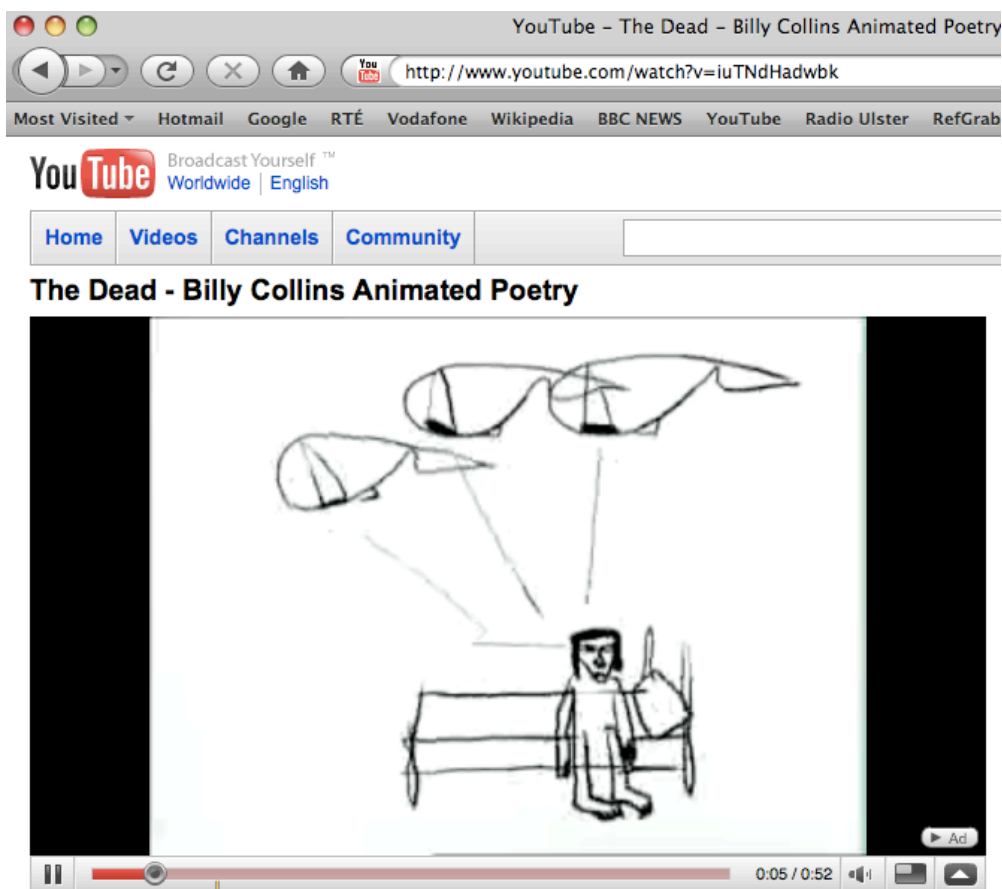 YouTube – The Dead – Billy Collins Animated Poetry
You Tube http://www.youtube.com/watch?v=iuTNdHadwbk
Most Visited Hotmail Google RTÉ Vodafone Wikipedia BBC NEWS YouTube Radio Ulster RefGrab
You Tube Broadcast Yourself ™
Worldwide | English
Home Videos Channels Community
The Dead - Billy Collins Animated Poetry
Ad
0:05 / 0:52